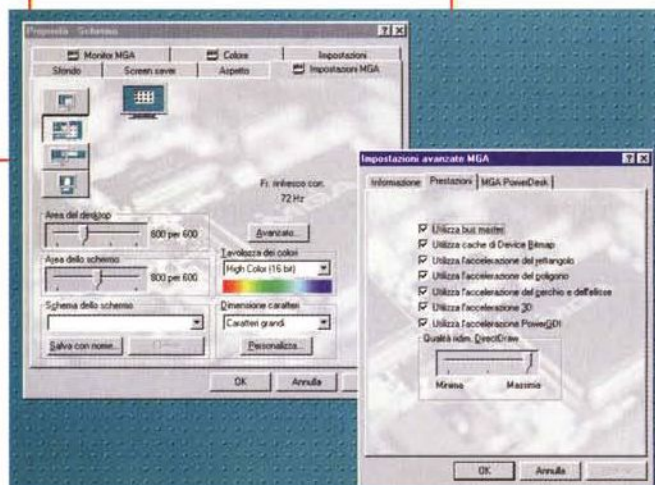 Proprietà - Schermo
Monitor MGA
Colore
Impostazioni
Sfondo
Screen saver
Aspetto
Impostazioni MGA
Fr. rinfresco corr.
72 Hz
Area del desktop
800 per 600
Avanzate...
Area dello schermo
800 per 600
Tavolozza dei colori
High Color (16 bit)
Schema dello schermo
Dimensione caratteri
Caratteri grandi
Salva con nome...
Personalizza...
OK
Annulla
Impostazioni avanzate MGA
Informazione
Prestazioni
MGA PowerDesk
Utilizza bus master
Utilizza cache di Device Bitmap
Utilizza l'accelerazione del rettangolo
Utilizza l'accelerazione del poligono
Utilizza l'accelerazione del cerchio e dell'ellisse
Utilizza l'accelerazione 3D
Utilizza l'accelerazione PowerGDI
Qualità ridim. DirectDraw
Minima
Massima
OK
Annulla